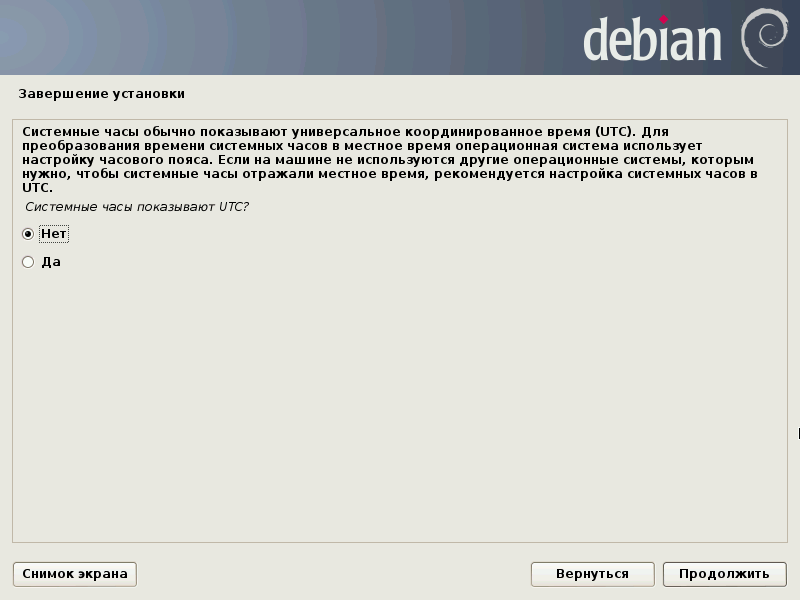 debian
Завершение установки
Системные часы обычно показывают универсальное координированное время (UTC). Для
преобразования времени системных часов в местное время операционная система использует
настройку часового пояса. Если на машине не используются другие операционные системы, которым
нужно, чтобы системные часы отражали местное время, рекомендуется настройка системных часов в
UTC.
Системные часы показывают UTC?
Нет
Да
Снимок экрана
Вернуться
Продолжить